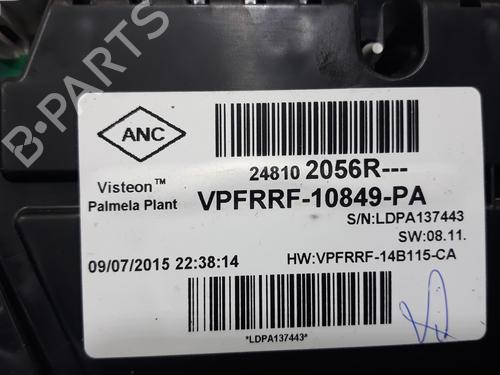 B-PARTS
ANC
24810 2056R---
Visteon™
Palmela Plant
VPFRRF-10849-PA
S/N:LDPA137443
SW:08.11.
09/07/2015 22:38:14
HW:VPFRRF-14B115-CA
*LDPA137443*